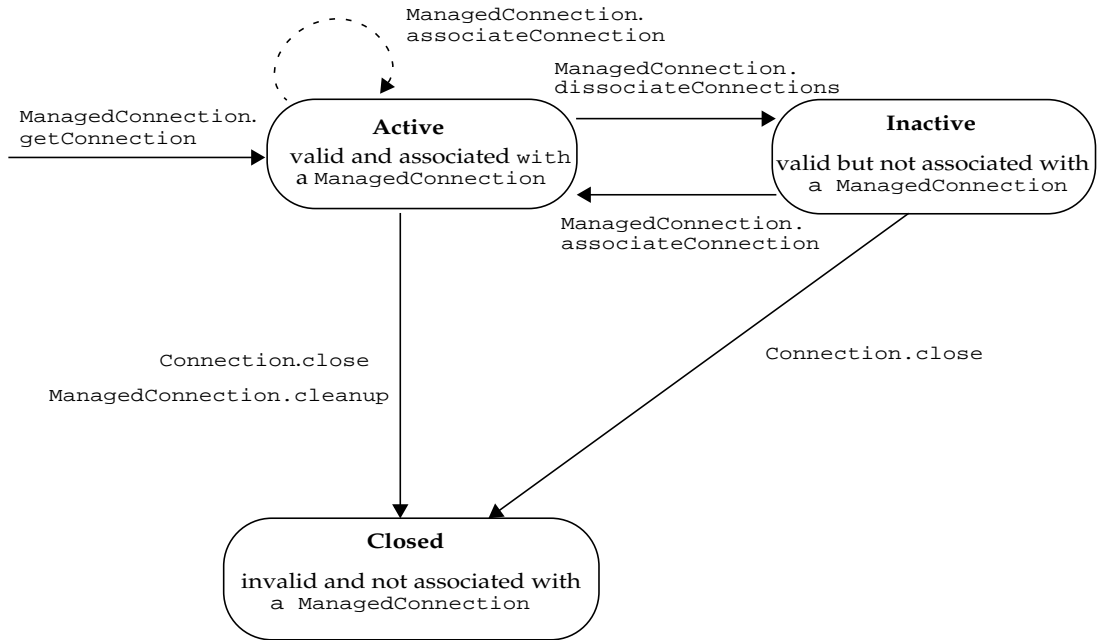 ManagedConnection.
associateConnection
ManagedConnection.
getConnection
Active
valid and associated with
a ManagedConnection
ManagedConnection.
dissociateConnections
Inactive
valid but not associated with
a ManagedConnection
ManagedConnection.
associateConnection
Connection.close
ManagedConnection.cleanup
Connection.close
Closed
invalid and not associated with
a ManagedConnection